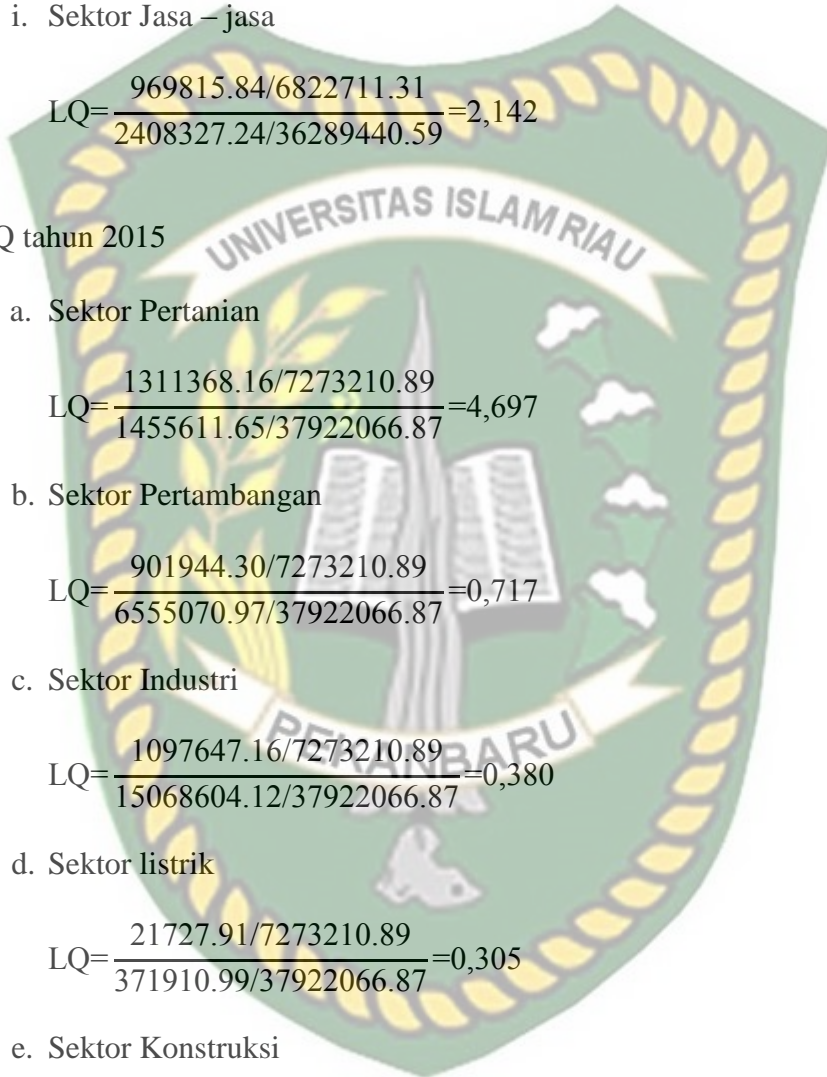 i. Sektor Jasa – jasa
LQ= 969815.84/6822711.31 / 2408327.24/36289440.59 =2,142
Q tahun 2015
UNIVERSITAS ISLAM RIAU
a. Sektor Pertanian
LQ= 1311368.16/7273210.89 / 1455611.65/37922066.87 =4,697
b. Sektor Pertambangan
LQ= 901944.30/7273210.89 / 6555070.97/37922066.87 =0,717
c. Sektor Industri
PEKANBARU
LQ= 1097647.16/7273210.89 / 15068604.12/37922066.87 =0,380
d. Sektor listrik
LQ= 21727.91/7273210.89 / 371910.99/37922066.87 =0,305
e. Sektor Konstruksi